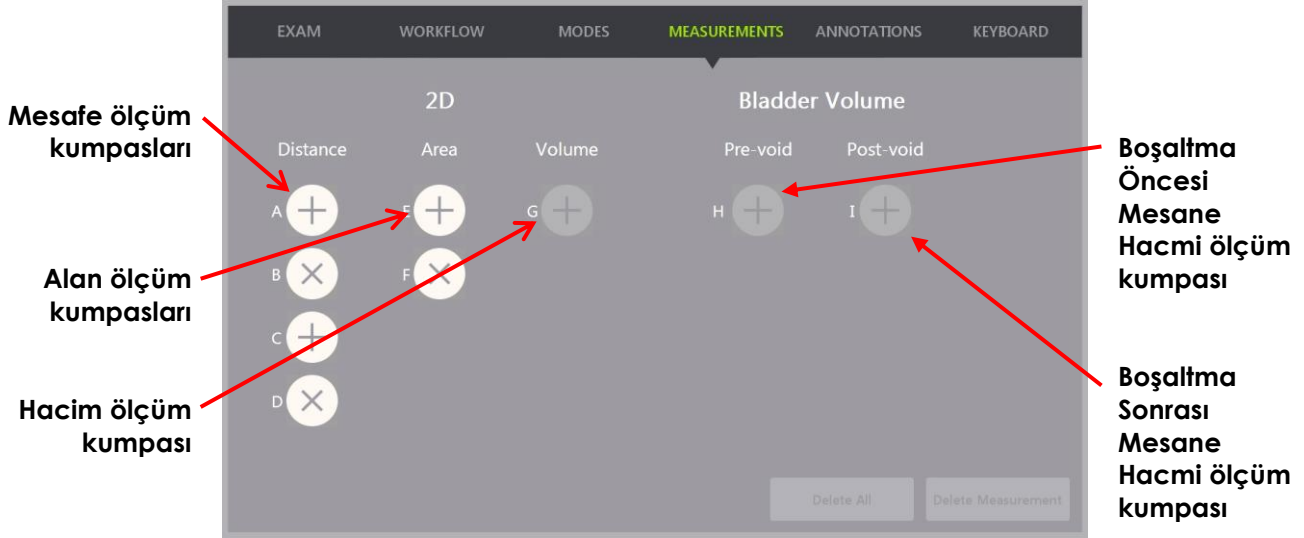 EXAM WORKFLOW MODES MEASUREMENTS ANNOTATIONS KEYBOARD
2D Bladder Volume
Distance Area Volume Pre-void Post-void
A E G H I
B F
C
D
Delete All Delete Measurement
Mesafe ölçüm
kumpasları
Alan ölçüm
kumpasları
Hacim ölçüm
kumpası
Boşaltma
Öncesi
Mesane
Hacmi ölçüm
kumpası
Boşaltma
Sonrası
Mesane
Hacmi ölçüm
kumpası